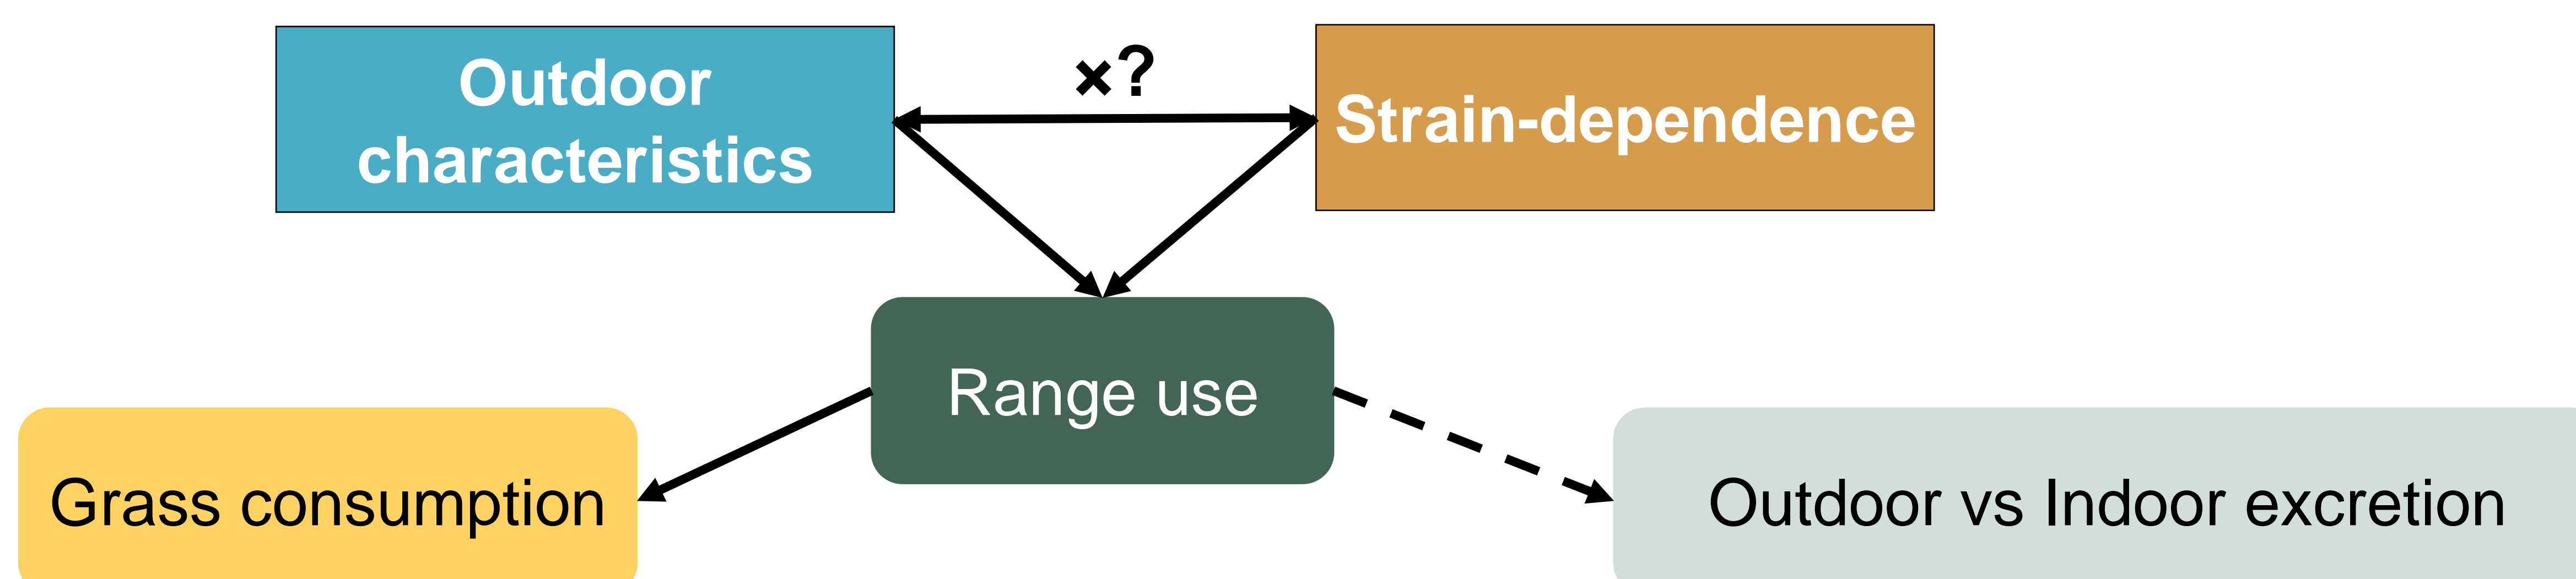 Outdoor
characteristics
×?
Strain-dependence
Range use
Grass consumption
Outdoor vs Indoor excretion